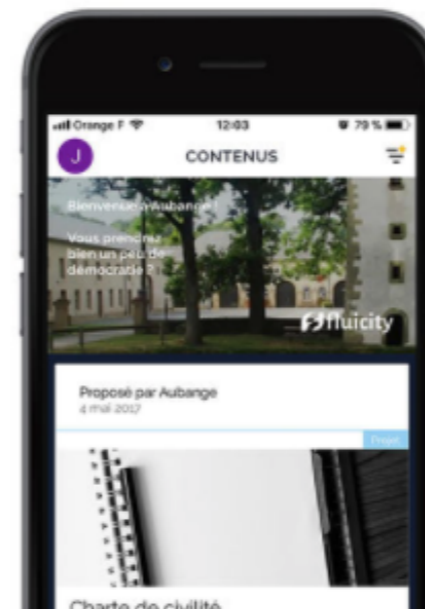 Orange F 12:03 79 %
J CONTENUS
Bienvenue à Aubange !
Vous prendrez
bien un peu de
démocratie ?
fluicity
Proposé par Aubange
4 mai 2017
Projet
Charte de civilité